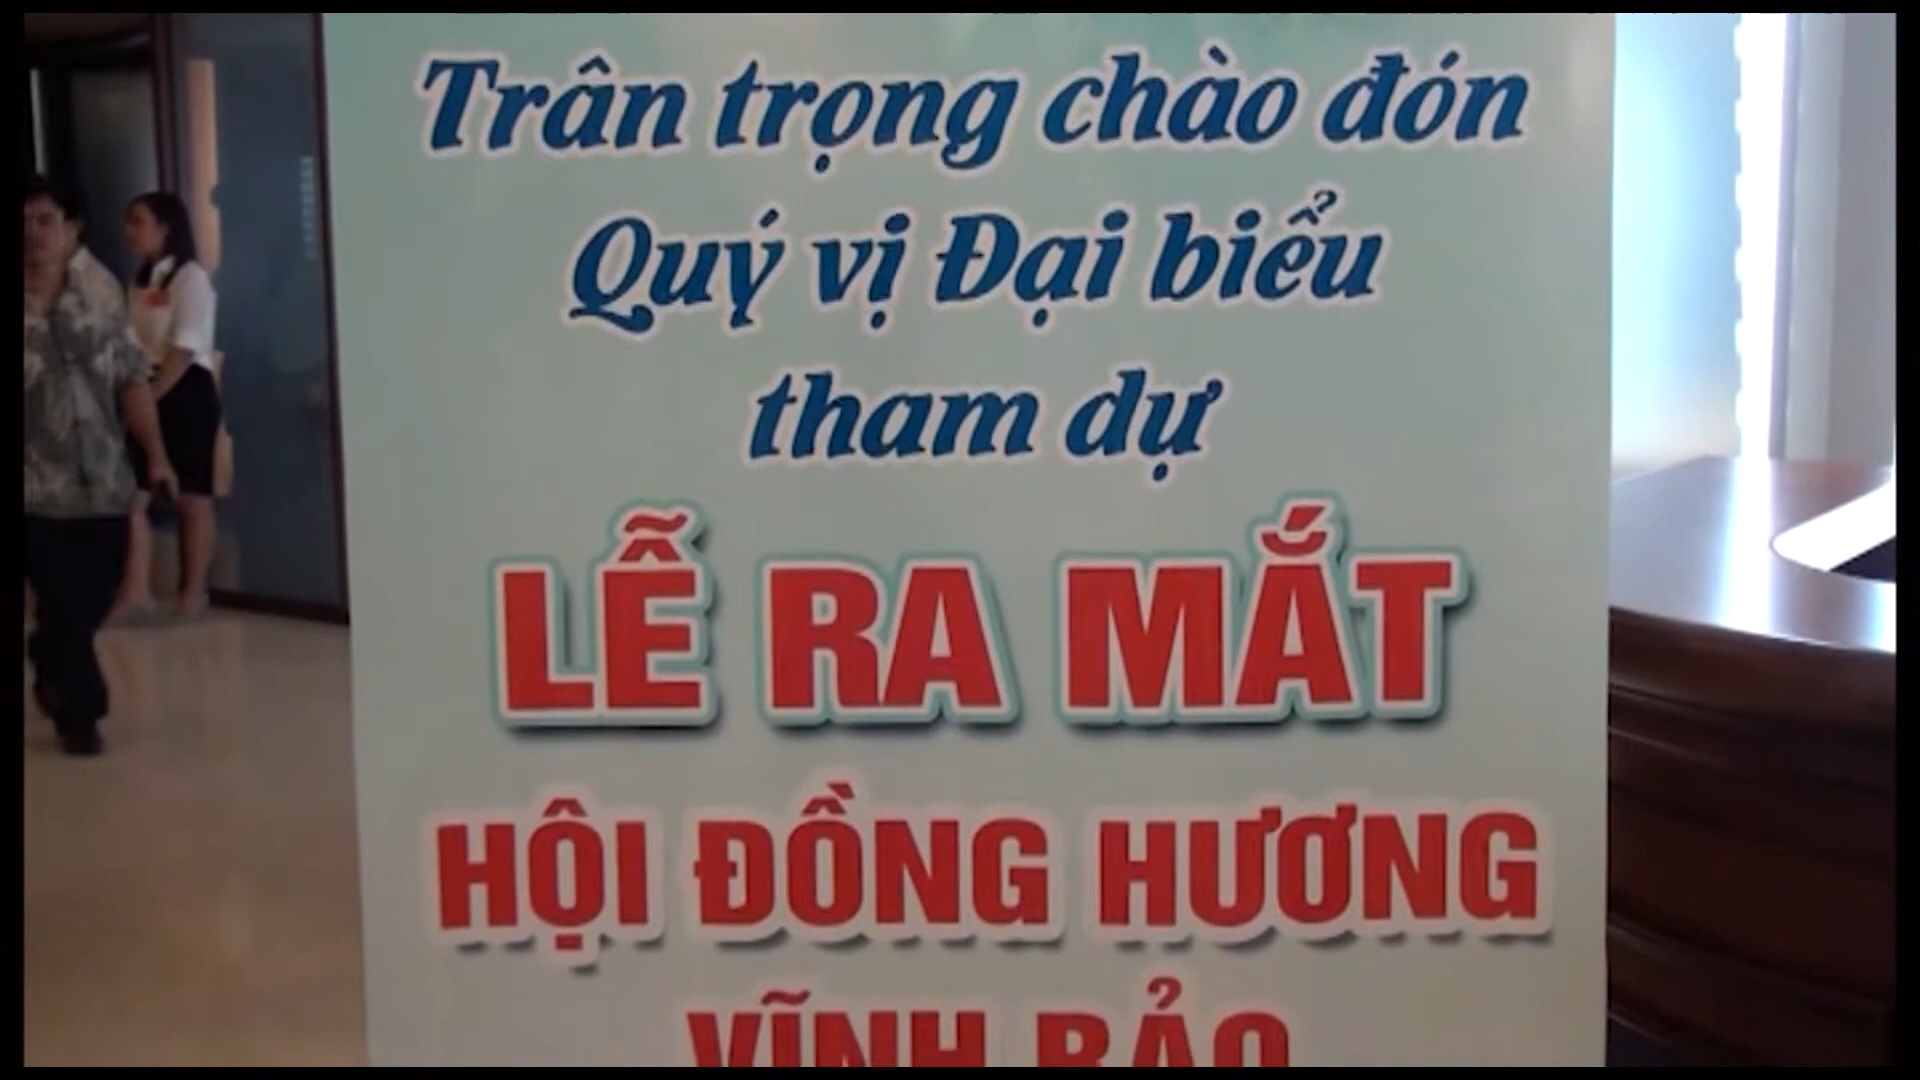 Trân trọng chào đón
Quý vị Đại biểu
tham dự
LỄ RA MẮT
HỘI ĐỒNG HƯƠNG
VĨNH BẢO